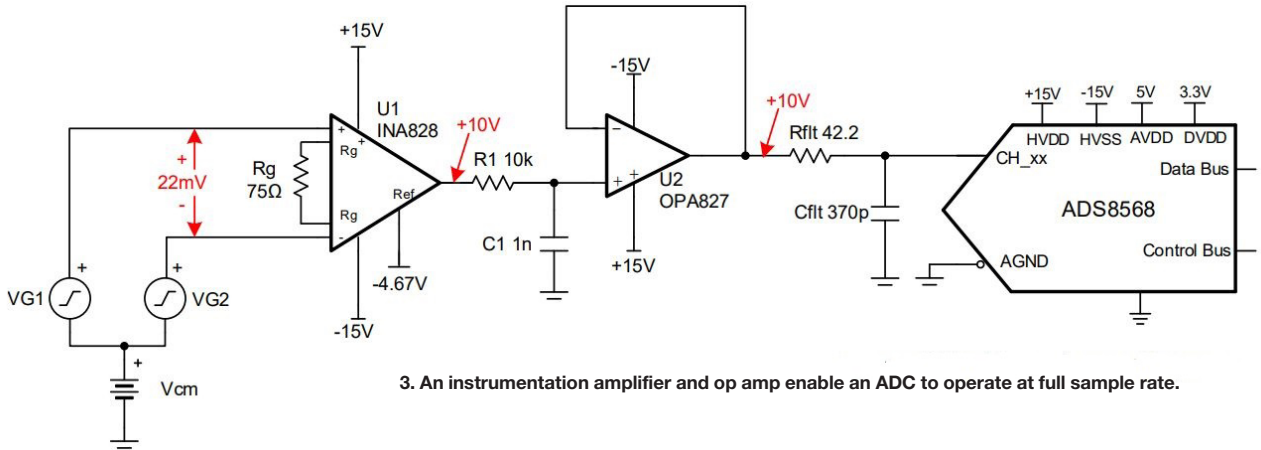 +15V
U1
INA828
+
Rg
+
Rg
75Ω
Ref
Rg
-
+
22mV
-
+10V
R1 10k
C1 1n
-4.67V
-15V
+
VG1
+
VG2
+
Vcm
-15V
-
+
+
U2
OPA827
+15V
+10V
Rflt 42.2
Cflt 370p
+15V
-15V
5V
3.3V
HVDD
HVSS
AVDD
DVDD
CH_xx
Data Bus
ADS8568
Control Bus
AGND
3. An instrumentation amplifier and op amp enable an ADC to operate at full sample rate.